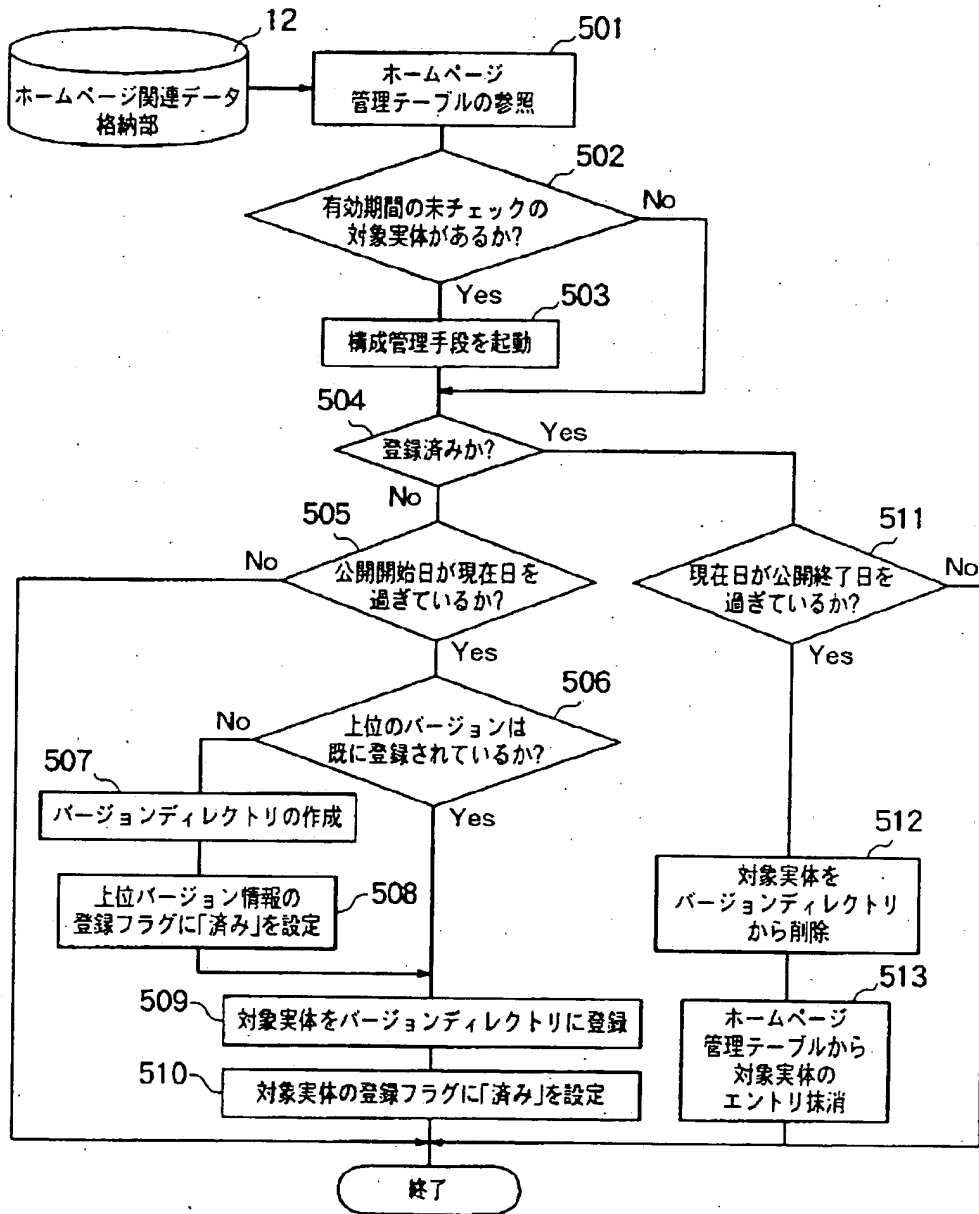 12
ホームページ関連データ
格納部
501
ホームページ
管理テーブルの参照
502
有効期間の未チェックの
対象実体があるか?
No
Yes
503
構成管理手段を起動
504
登録済みか?
Yes
No
505
No
公開開始日が現在日を
過ぎているか?
Yes
511
現在日が公開終了日を
過ぎているか?
No
Yes
506
No
上位のバージョンは
既に登録されているか?
Yes
507
バージョンディレクトリの作成
508
上位バージョン情報の
登録フラグに「済み」を設定
512
対象実体を
バージョンディレクトリ
から削除
509
対象実体をバージョンディレクトリに登録
510
対象実体の登録フラグに「済み」を設定
513
ホームページ
管理テーブルから
対象実体の
エントリ抹消
終了